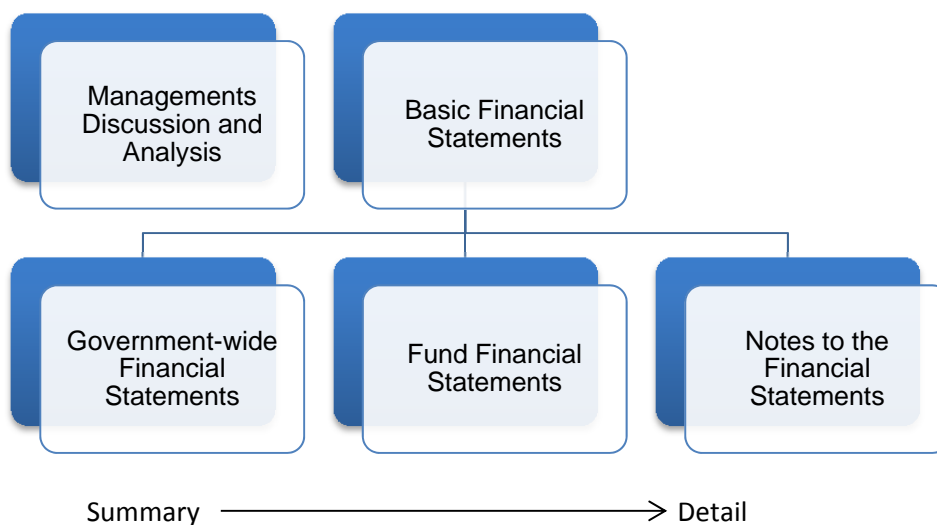 Managements
Discussion and
Analysis
Basic Financial
Statements
Government-wide
Financial
Statements
Fund Financial
Statements
Notes to the
Financial
Statements
Summary
Detail